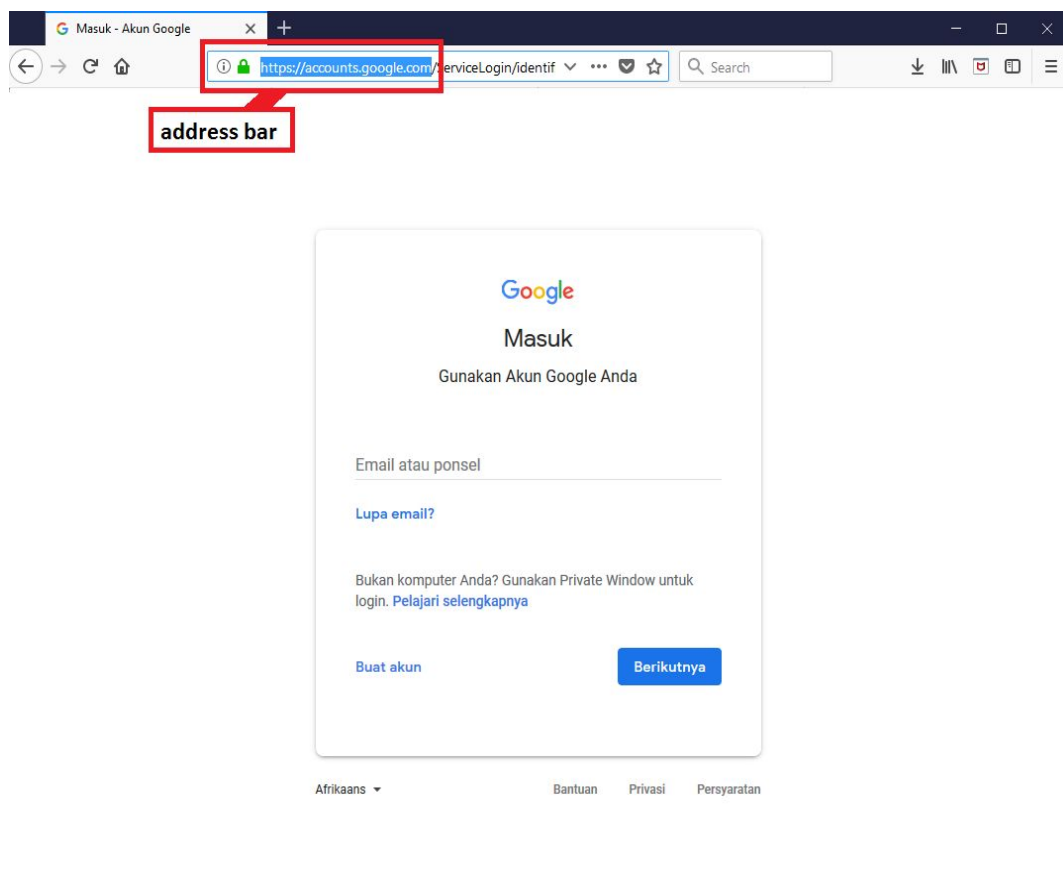 Masuk - Akun Google
https://accounts.google.com/ServiceLogin/identif
Search
address bar
Google
Masuk
Gunakan Akun Google Anda
Email atau ponsel
Lupa email?
Bukan komputer Anda? Gunakan Private Window untuk
login. Pelajari selengkapnya
Buat akun
Berikutnya
Afrikaans
Bantuan
Privasi
Persyaratan